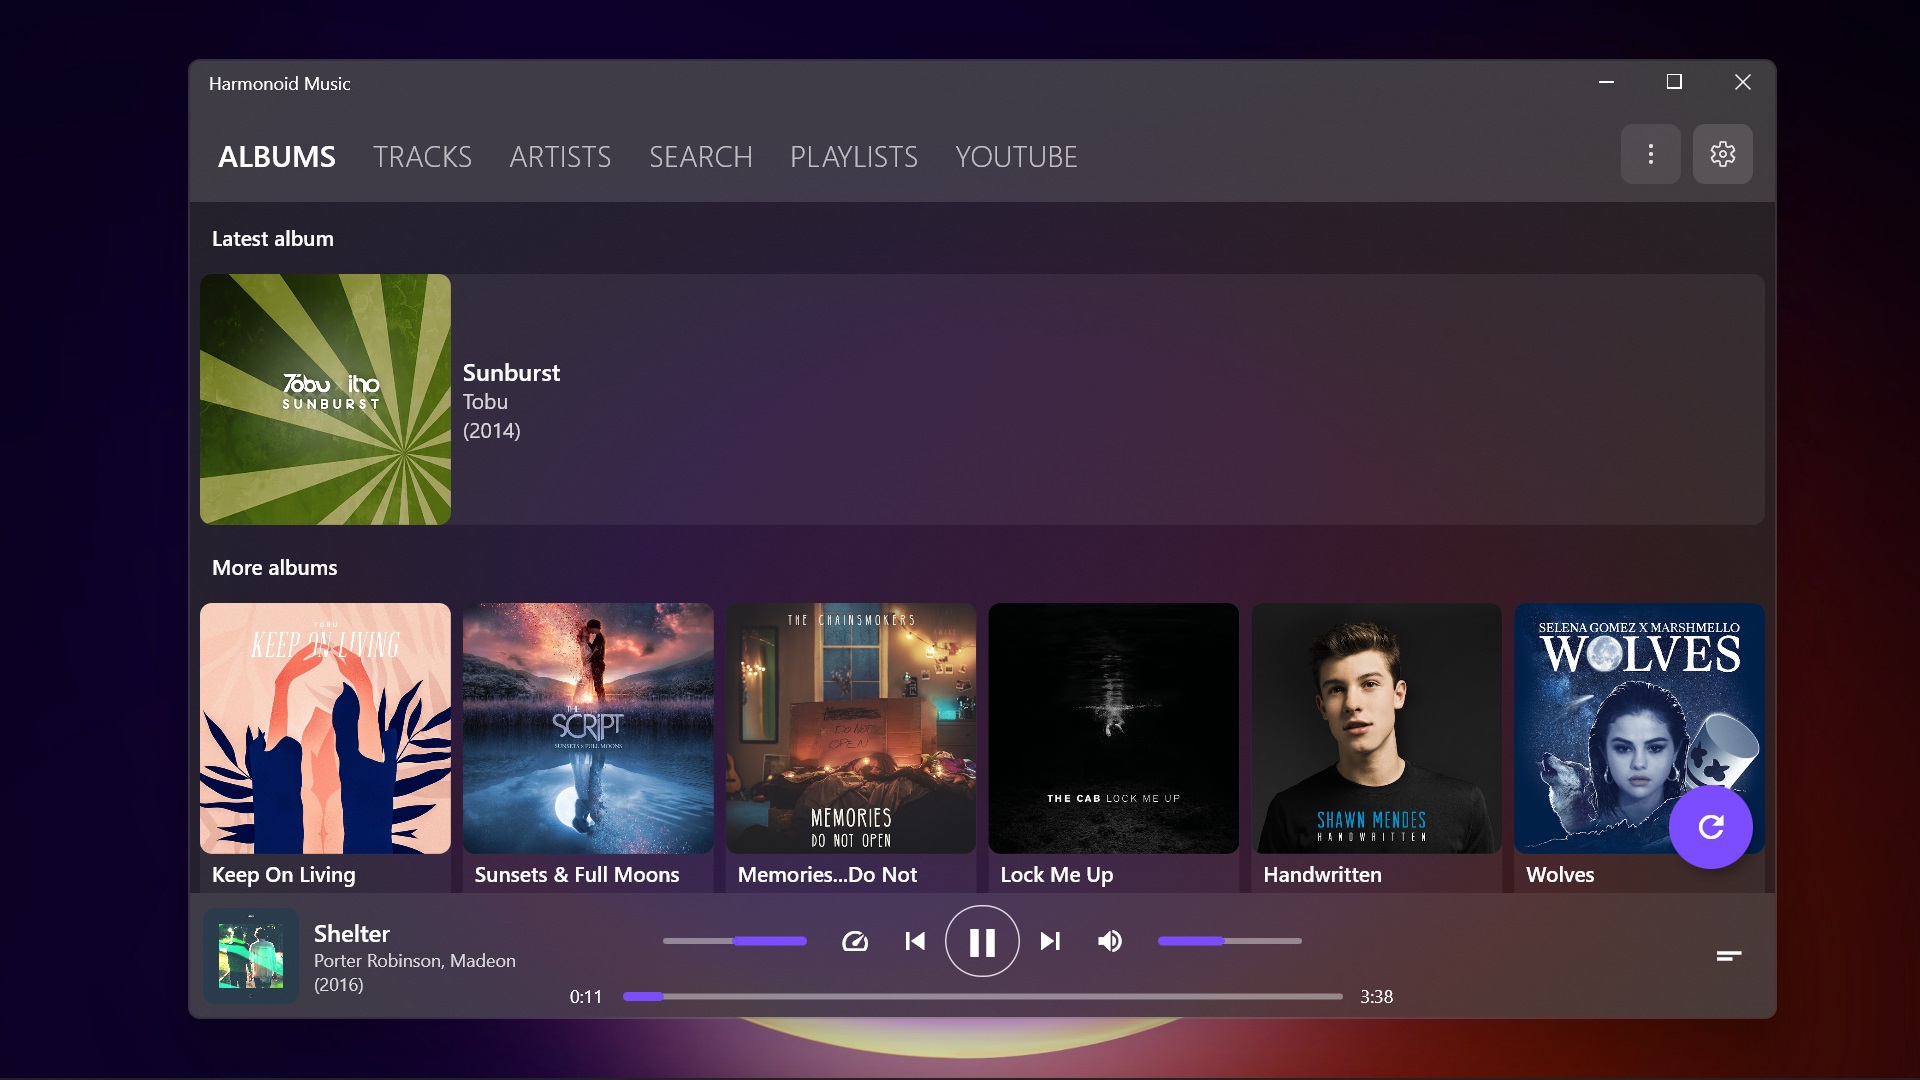 Harmonoid Music
ALBUMS TRACKS ARTISTS SEARCH PLAYLISTS YOUTUBE
Latest album
Tobu x itro
SUNBURST
Sunburst
Tobu
(2014)
More albums
TOBU
KEEP ON LIVING
THE
SCRIPT
SUNSETS & FULL MOONS
THE CHAINSMOKERS
DO NOT
OPEN
MEMORIES
DO NOT OPEN
THE CAB LOCK ME UP
SHAWN MENDES
HANDWRITTEN
SELENA GOMEZ X MARSHMELLO
WOLVES
Keep On Living
Sunsets & Full Moons
Memories...Do Not
Lock Me Up
Handwritten
Wolves
Shelter
Porter Robinson, Madeon
(2016)
0:11
3:38